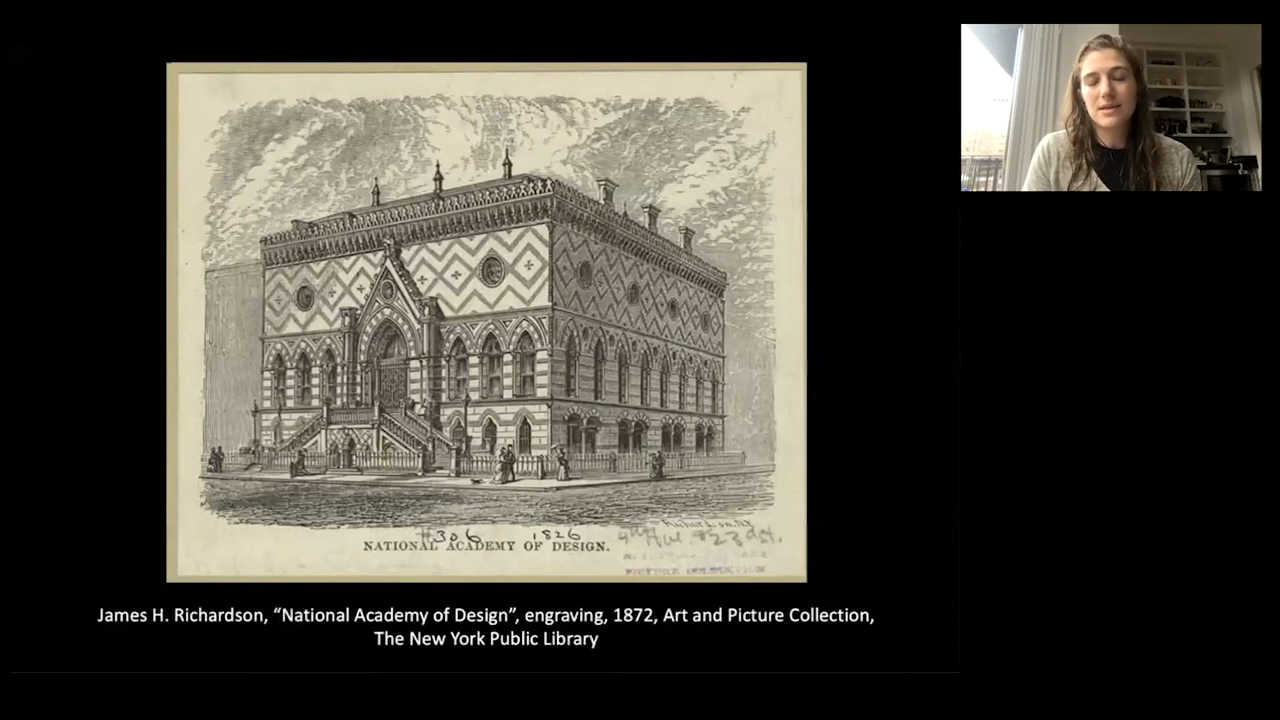 #306 1826
NATIONAL ACADEMY OF DESIGN.
4th Ave. & 23d St.
James H. Richardson, “National Academy of Design”, engraving, 1872, Art and Picture Collection,
The New York Public Library